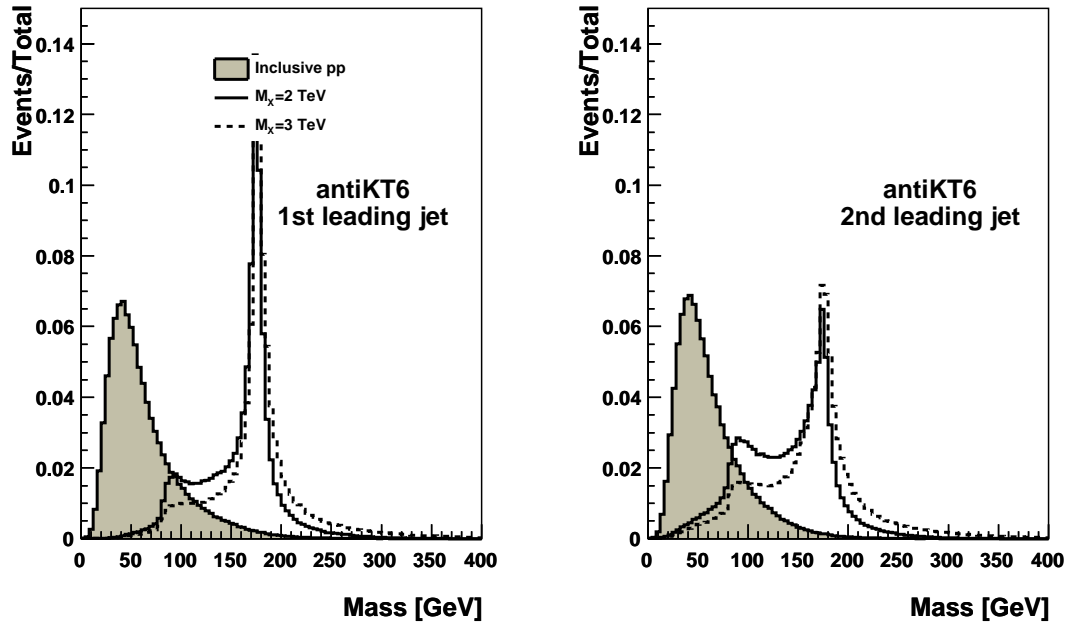 Events/Total
0.14
0.12
0.1
0.08
0.06
0.04
0.02
0
Inclusive pp̅
M_X=2 TeV
M_X=3 TeV
antiKT6
1st leading jet
0 50 100 150 200 250 300 350 400
Mass [GeV]
Events/Total
0.14
0.12
0.1
0.08
0.06
0.04
0.02
0
antiKT6
2nd leading jet
0 50 100 150 200 250 300 350 400
Mass [GeV]